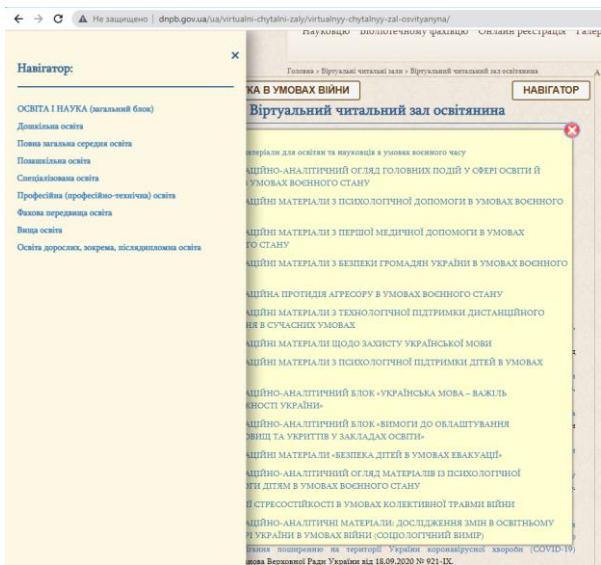 Не защищено | dnpb.gov.ua/ua/virtualni-chytalni-zaly/virtualnyy-chytalnyy-zal-osvityanyna/
Науковцю Бібліотечному фахівцю Онлайн реєстрація Галер
×
Навігатор:
Головна » Віртуальні читальні зали » Віртуальний читальний зал освітянина
КА В УМОВАХ ВІЙНИ
НАВІГАТОР
Віртуальний читальний зал освітянина
ОСВІТА І НАУКА (загальний блок)
Дошкільна освіта
Повна загальна середня освіта
Позашкільна освіта
Спеціалізована освіта
Професійна (професійно-технічна) освіта
Фахова передвища освіта
Вища освіта
Освіта дорослих, зокрема, післядипломна освіта
атеріали для освітян та науковців в умовах воєнного часу
АЦІЙНО-АНАЛІТИЧНИЙ ОГЛЯД ГОЛОВНИХ ПОДІЙ У СФЕРІ ОСВІТИ Й
УМОВАХ ВОЄННОГО СТАНУ
АЦІЙНІ МАТЕРІАЛИ З ПСИХОЛОГІЧНОЇ ДОПОМОГИ В УМОВАХ ВОЄННОГО
АЦІЙНІ МАТЕРІАЛИ З ПЕРШОЇ МЕДИЧНОЇ ДОПОМОГИ В УМОВАХ
ГО СТАНУ
АЦІЙНІ МАТЕРІАЛИ З БЕЗПЕКИ ГРОМАДЯН УКРАЇНИ В УМОВАХ ВОЄННОГО
АЦІЙНА ПРОТИДІЯ АГРЕСОРУ В УМОВАХ ВОЄННОГО СТАНУ
АЦІЙНІ МАТЕРІАЛИ З ТЕХНОЛОГІЧНОЇ ПІДТРИМКИ ДИСТАНЦІЙНОГО
НЯ В СУЧАСНИХ УМОВАХ
АЦІЙНІ МАТЕРІАЛИ ЩОДО ЗАХИСТУ УКРАЇНСЬКОЇ МОВИ
АЦІЙНІ МАТЕРІАЛИ З ПСИХОЛОГІЧНОЇ ПІДТРИМКИ ДІТЕЙ В УМОВАХ
АЦІЙНО-АНАЛІТИЧНИЙ БЛОК «УКРАЇНСЬКА МОВА – ВАЖІЛЬ
ЖНОСТІ УКРАЇНИ»
АЦІЙНО-АНАЛІТИЧНИЙ БЛОК «ВИМОГИ ДО ОБЛАШТУВАННЯ
ОВИЩ ТА УКРИТТІВ У ЗАКЛАДАХ ОСВІТИ»
АЦІЙНІ МАТЕРІАЛИ «БЕЗПЕКА ДІТЕЙ В УМОВАХ ЕВАКУАЦІЇ»
АЦІЙНО-АНАЛІТИЧНИЙ ОГЛЯД МАТЕРІАЛІВ ІЗ ПСИХОЛОГІЧНОЇ
ОГИ ДІТЯМ В УМОВАХ ВОЄННОГО СТАНУ
Ї СТРЕСОСТІЙКОСТІ В УМОВАХ КОЛЕКТИВНОЇ ТРАВМИ ВІЙНИ
АЦІЙНО-АНАЛІТИЧНІ МАТЕРІАЛИ: ДОСЛІДЖЕННЯ ЗМІН В ОСВІТНЬОМУ
РІ УКРАЇНИ В УМОВАХ ВІЙНИ (СОЦІОЛОГІЧНИЙ ВИМІР)
поширенню на території України коронавірусної хвороби (COVID-19)
анова Верховної Ради України від 18.09.2020 № 921-IX.